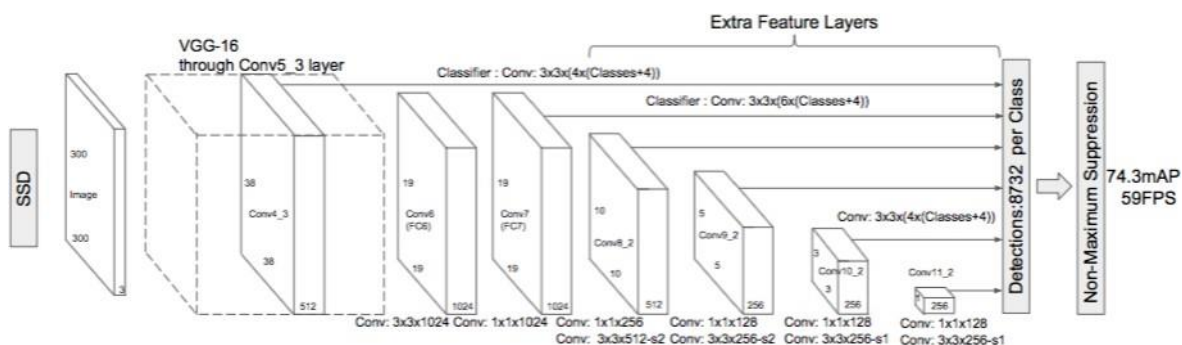 Extra Feature Layers
VGG-16
through Conv5_3 layer
Classifier : Conv: 3x3x(4x(Classes+4))
Classifier : Conv: 3x3x(6x(Classes+4))
SSD
300
Image
300
3
38
Conv4_3
38
512
19
Conv6
(FC6)
19
1024
19
Conv7
(FC7)
19
1024
10
Conv8_2
10
512
5
Conv9_2
5
256
Conv: 3x3x(4x(Classes+4))
3
Conv10_2
3
256
Conv11_2
256
Detections:8732 per Class
Non-Maximum Suppression
74.3mAP
59FPS
Conv: 3x3x1024
Conv: 1x1x1024
Conv: 1x1x256
Conv: 3x3x512-s2
Conv: 1x1x128
Conv: 3x3x256-s2
Conv: 1x1x128
Conv: 3x3x256-s1
Conv: 1x1x128
Conv: 3x3x256-s1